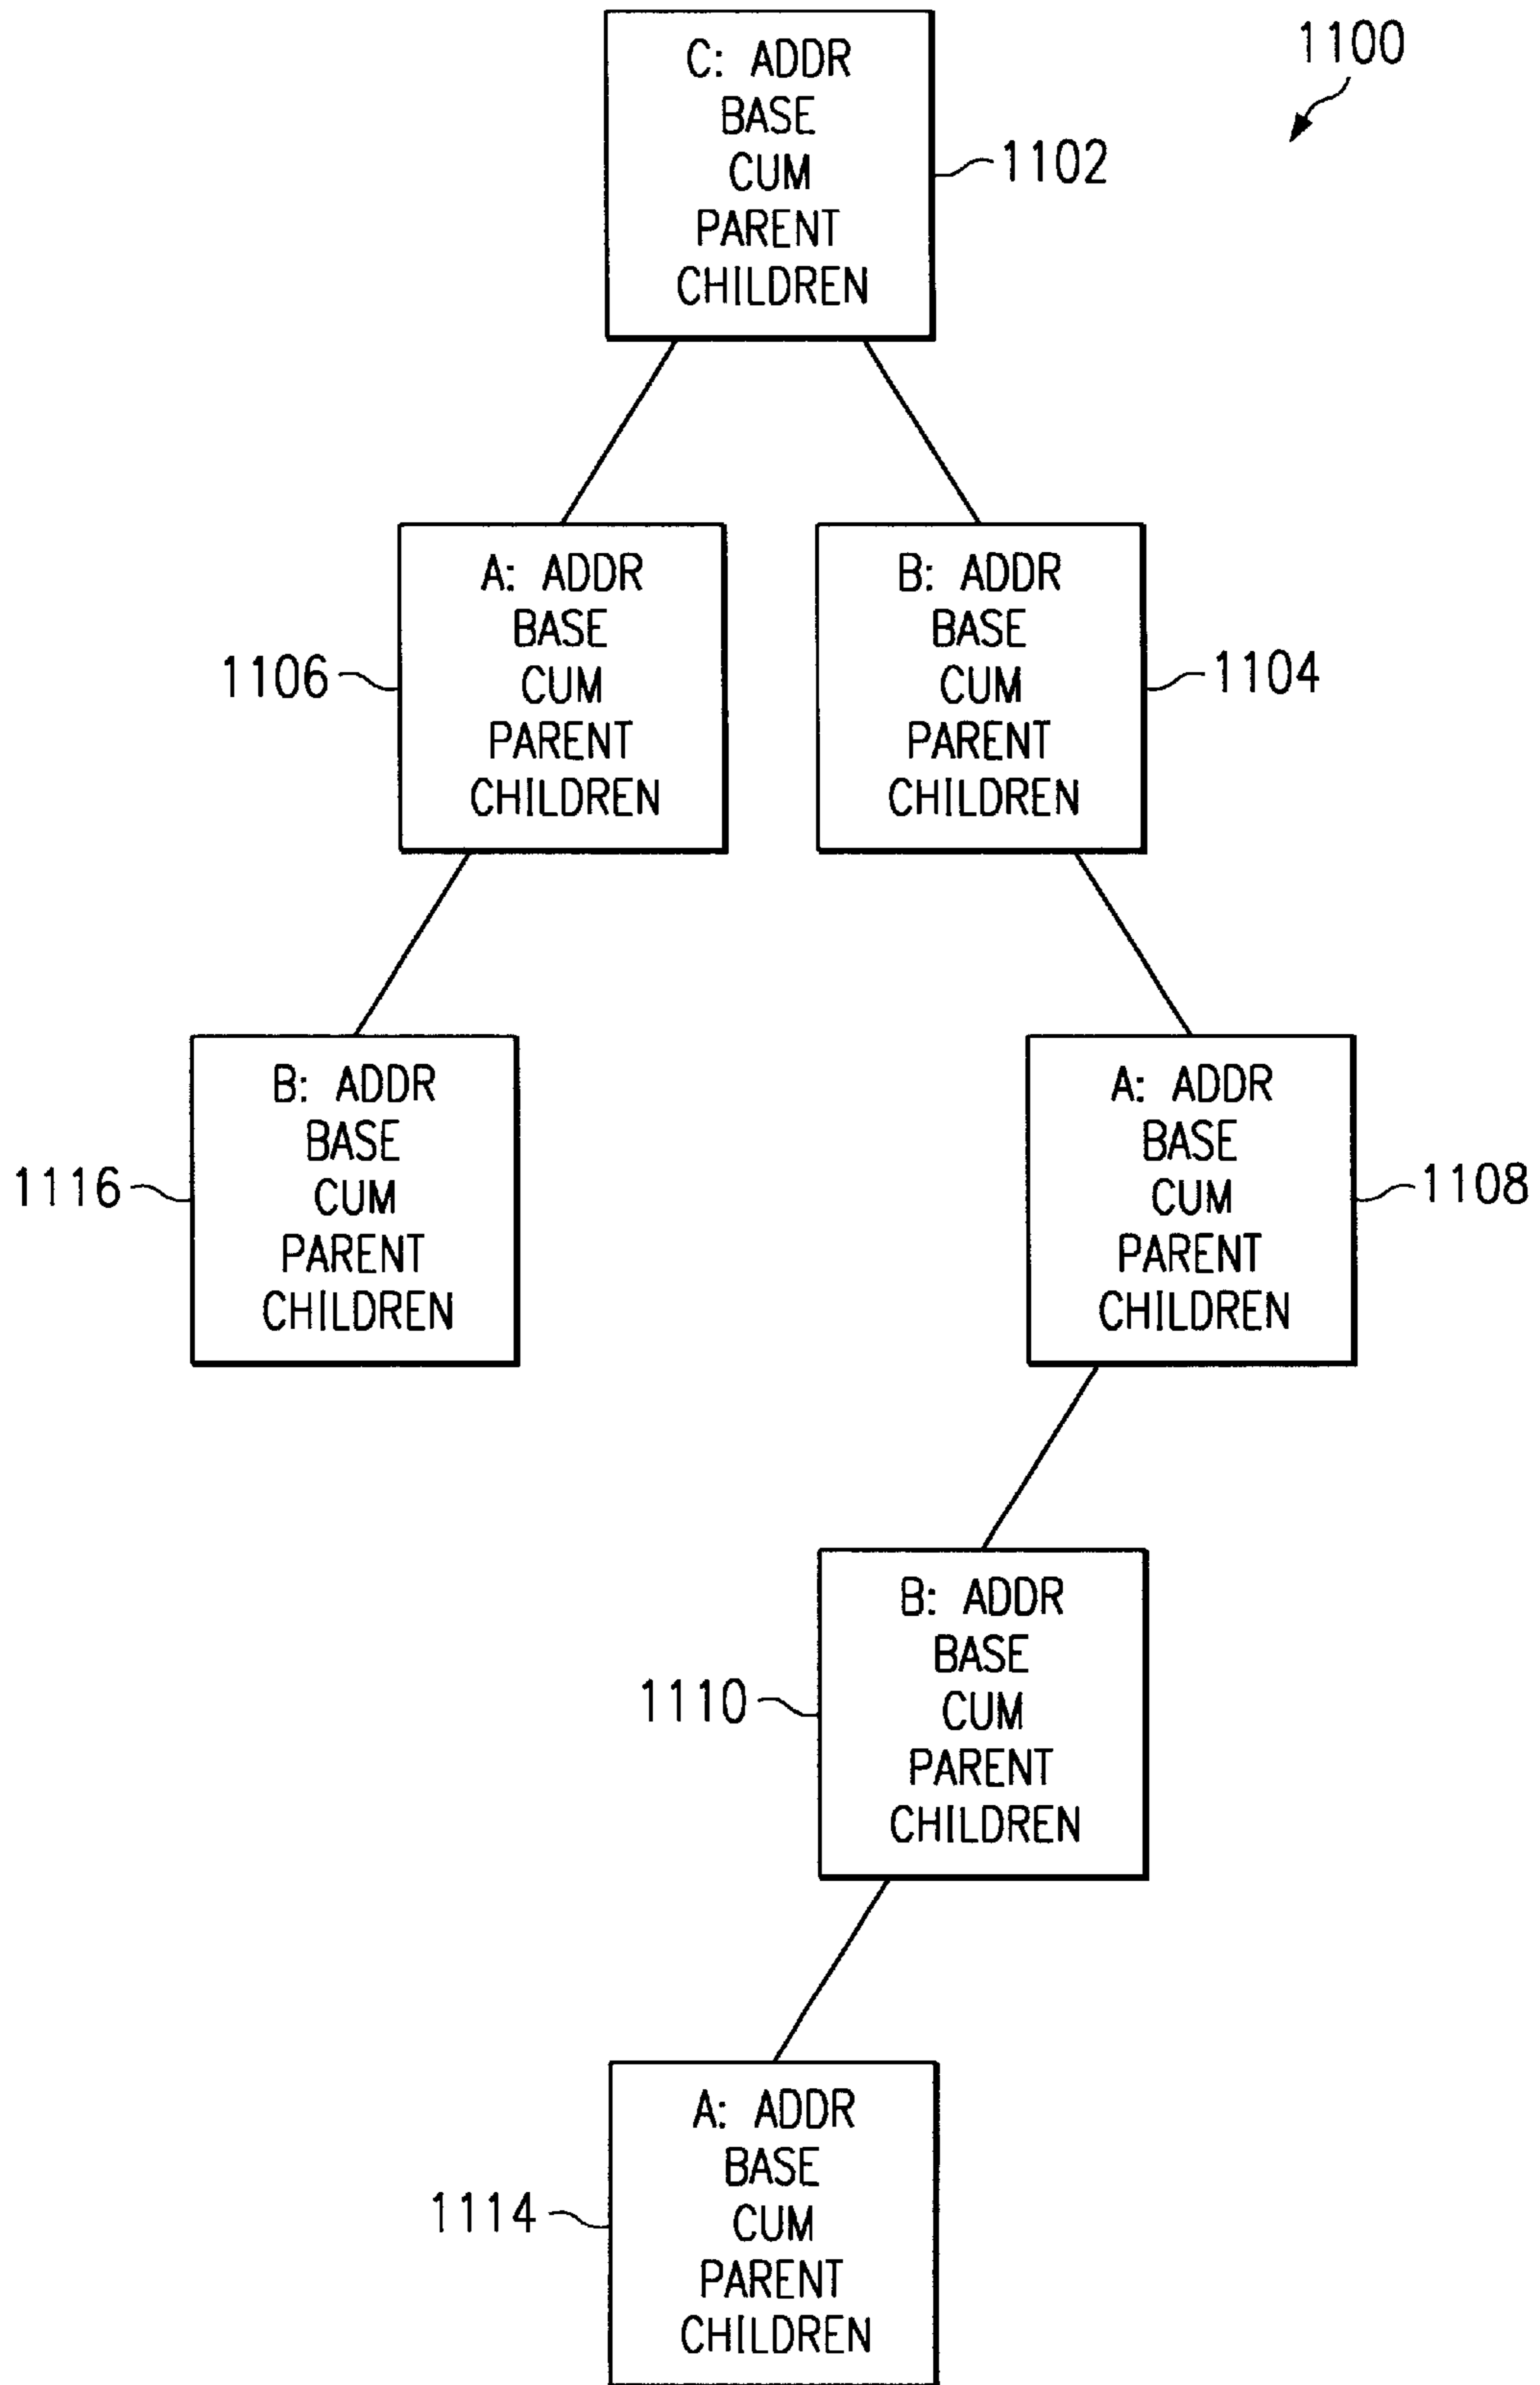 1100
C: ADDR
BASE
CUM
PARENT
CHILDREN
1102
A: ADDR
BASE
CUM
PARENT
CHILDREN
1106
B: ADDR
BASE
CUM
PARENT
CHILDREN
1104
B: ADDR
BASE
CUM
PARENT
CHILDREN
1116
A: ADDR
BASE
CUM
PARENT
CHILDREN
1108
B: ADDR
BASE
CUM
PARENT
CHILDREN
1110
A: ADDR
BASE
CUM
PARENT
CHILDREN
1114